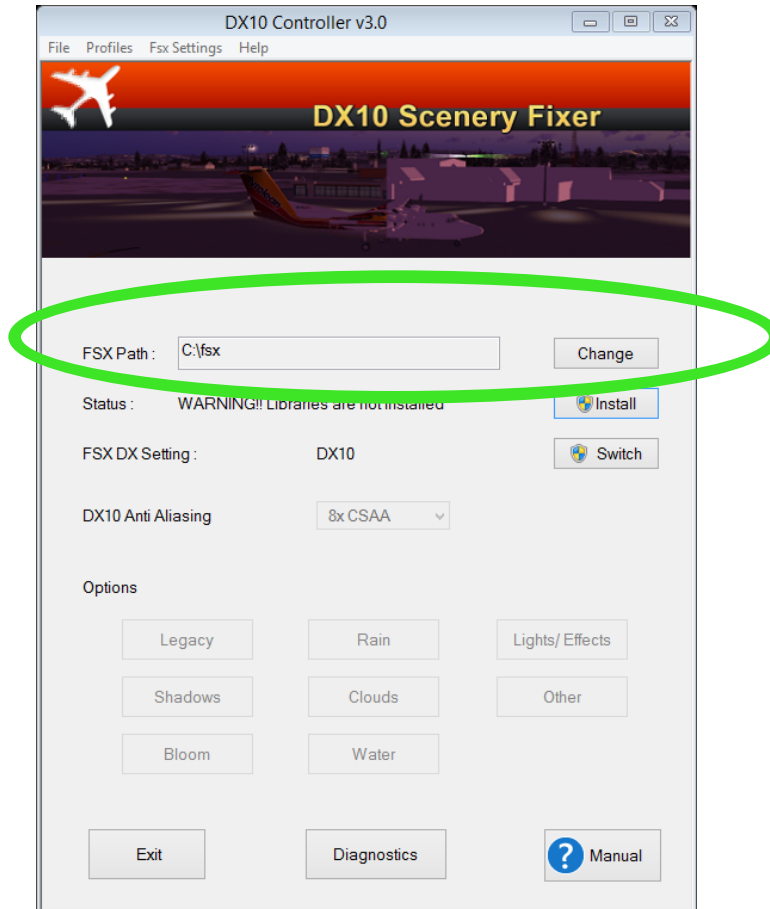 DX10 Controller v3.0
File Profiles Fsx Settings Help
DX10 Scenery Fixer
FSX Path : C:\fsx Change
Status : WARNING!! Libraries are not installed Install
FSX DX Setting : DX10 Switch
DX10 Anti Aliasing 8x CSAA
Options
Legacy Rain Lights/ Effects
Shadows Clouds Other
Bloom Water
Exit Diagnostics ? Manual